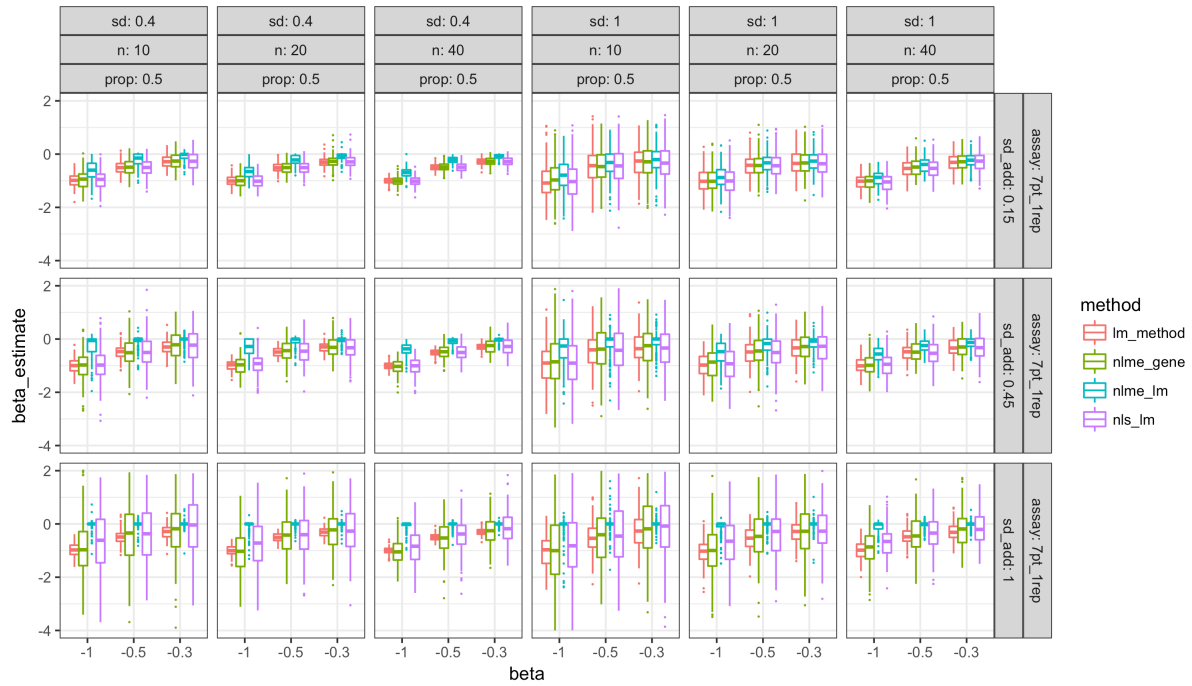 sd: 0.4 sd: 0.4 sd: 0.4 sd: 1 sd: 1 sd: 1
n: 10 n: 20 n: 40 n: 10 n: 20 n: 40
prop: 0.5 prop: 0.5 prop: 0.5 prop: 0.5 prop: 0.5 prop: 0.5
2
0
-2
-4
assay: 7pt_1rep
sd_add: 0.15
2
0
-2
-4
assay: 7pt_1rep
sd_add: 0.45
2
0
-2
-4
assay: 7pt_1rep
sd_add: 1
beta_estimate
-1 -0.5 -0.3 -1 -0.5 -0.3 -1 -0.5 -0.3 -1 -0.5 -0.3 -1 -0.5 -0.3 -1 -0.5 -0.3
beta
method
lm_method
nlme_gene
nlme_lm
nls_lm